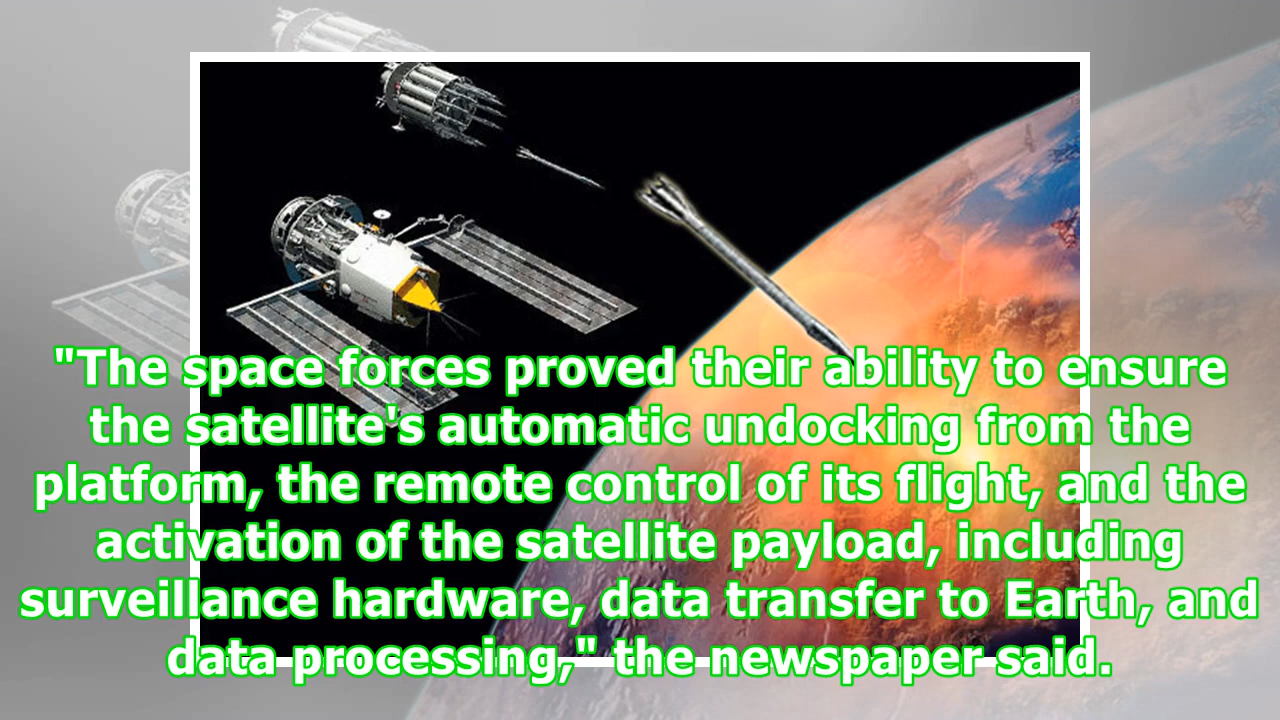 "The space forces proved their ability to ensure
the satellite's automatic undocking from the
platform, the remote control of its flight, and the
activation of the satellite payload, including
surveillance hardware, data transfer to Earth, and
data processing," the newspaper said.